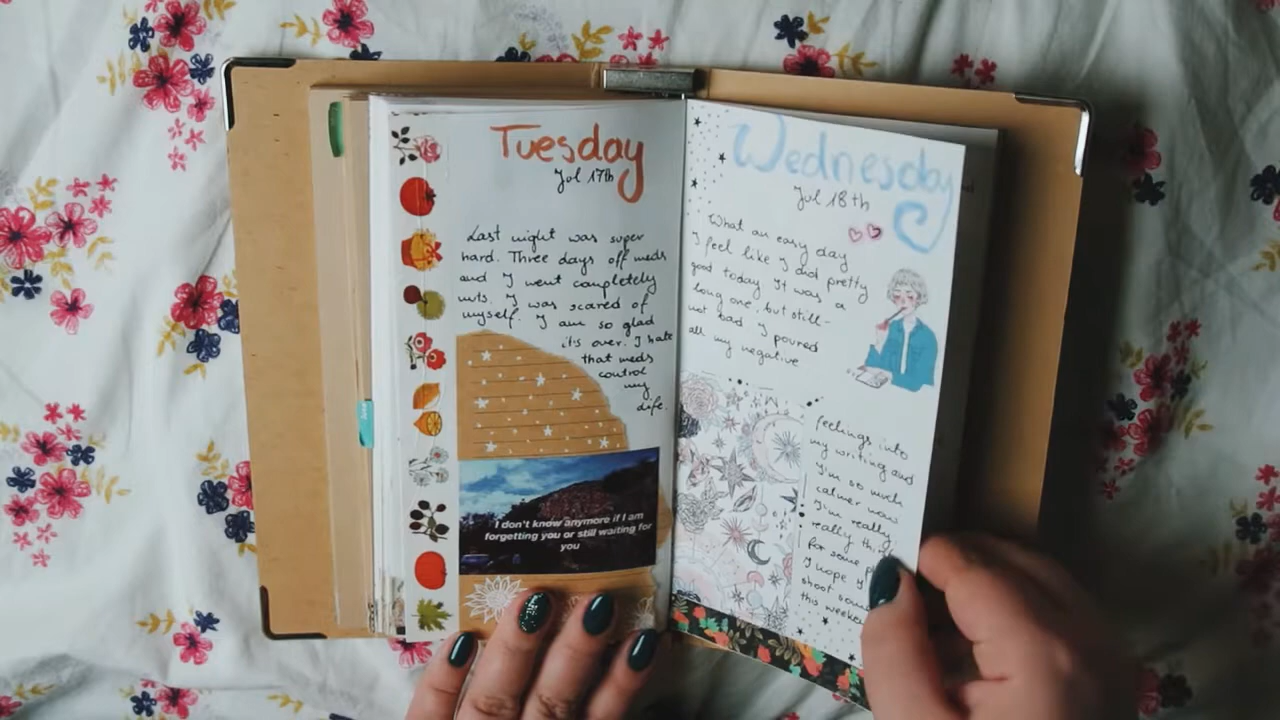 Tuesday
Jul 17th
Last night was super
hard. Three days off meds
and I went completely
nuts. I was scared of
myself. I am so glad
it's over. I hate
that meds
control
my
life.
I don't know anymore if I am
forgetting you or still waiting for
you
Wednesday
Jul 18th
What an easy day
I feel like I did pretty
good today It was a
long one, but still-
not bad I poured
all my negative
feelings into
my writing and
I'm so much
calmer now
I'm really
really
for some
I hope
shoot
this
June